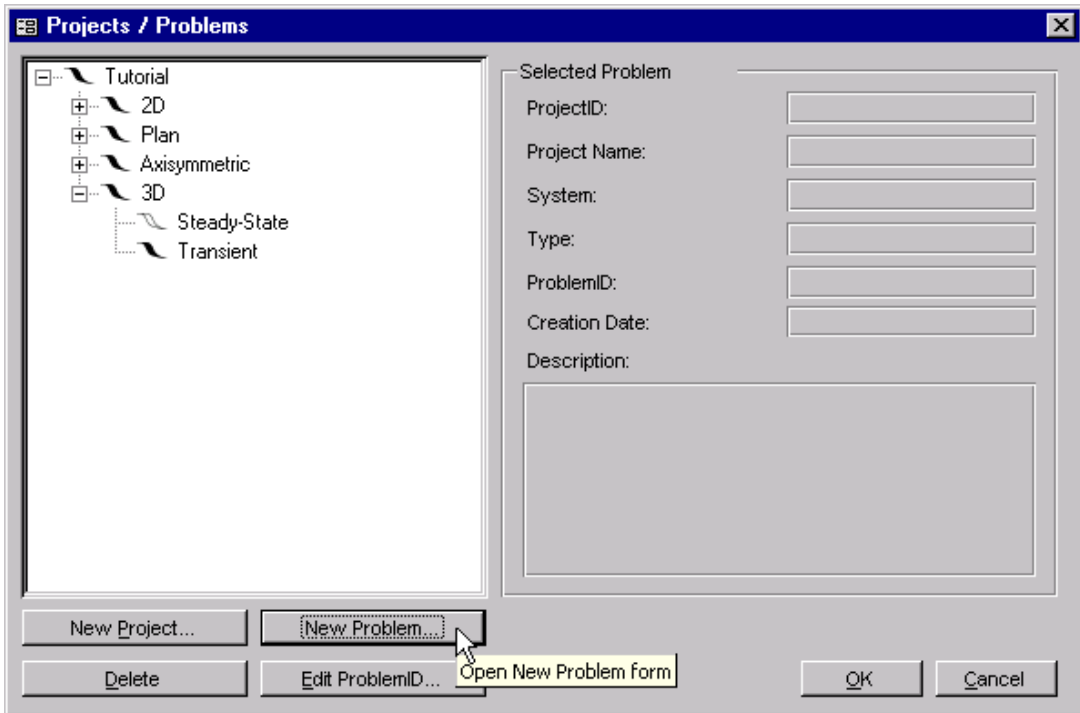 Projects / Problems
Tutorial
2D
Plan
Axisymmetric
3D
Steady-State
Transient
Selected Problem
ProjectID:
Project Name:
System:
Type:
ProblemID:
Creation Date:
Description:
New Project...
New Problem...
Delete
Edit ProblemID...
Open New Problem form
OK
Cancel